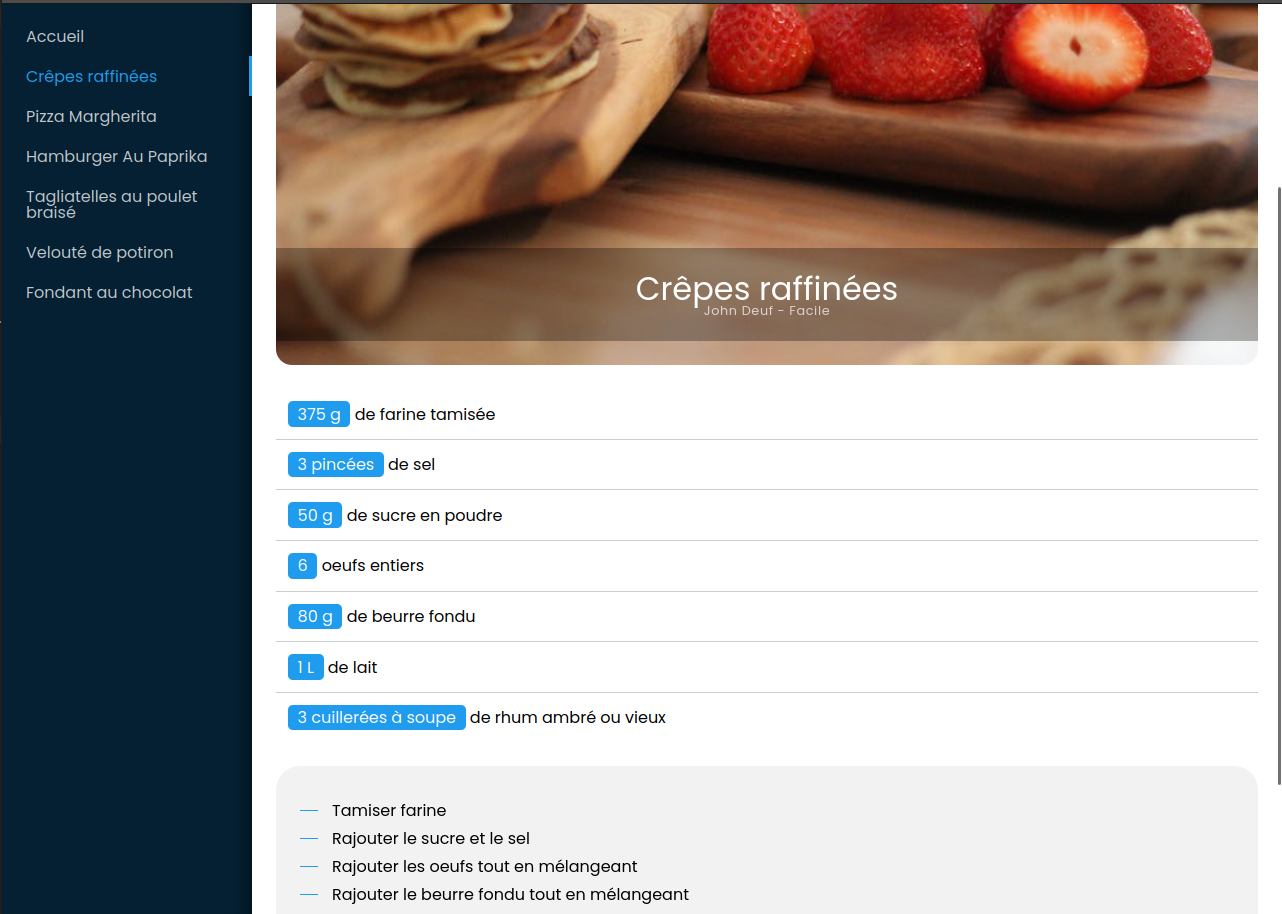 Accueil
Crêpes raffinées
Pizza Margherita
Hamburger Au Paprika
Tagliatelles au poulet
braisé
Velouté de potiron
Fondant au chocolat
Crêpes raffinées
John Deuf - Facile
375 g de farine tamisée
3 pincées de sel
50 g de sucre en poudre
6 oeufs entiers
80 g de beurre fondu
1 L de lait
3 cuillerées à soupe de rhum ambré ou vieux
Tamiser farine
Rajouter le sucre et le sel
Rajouter les oeufs tout en mélangeant
Rajouter le beurre fondu tout en mélangeant